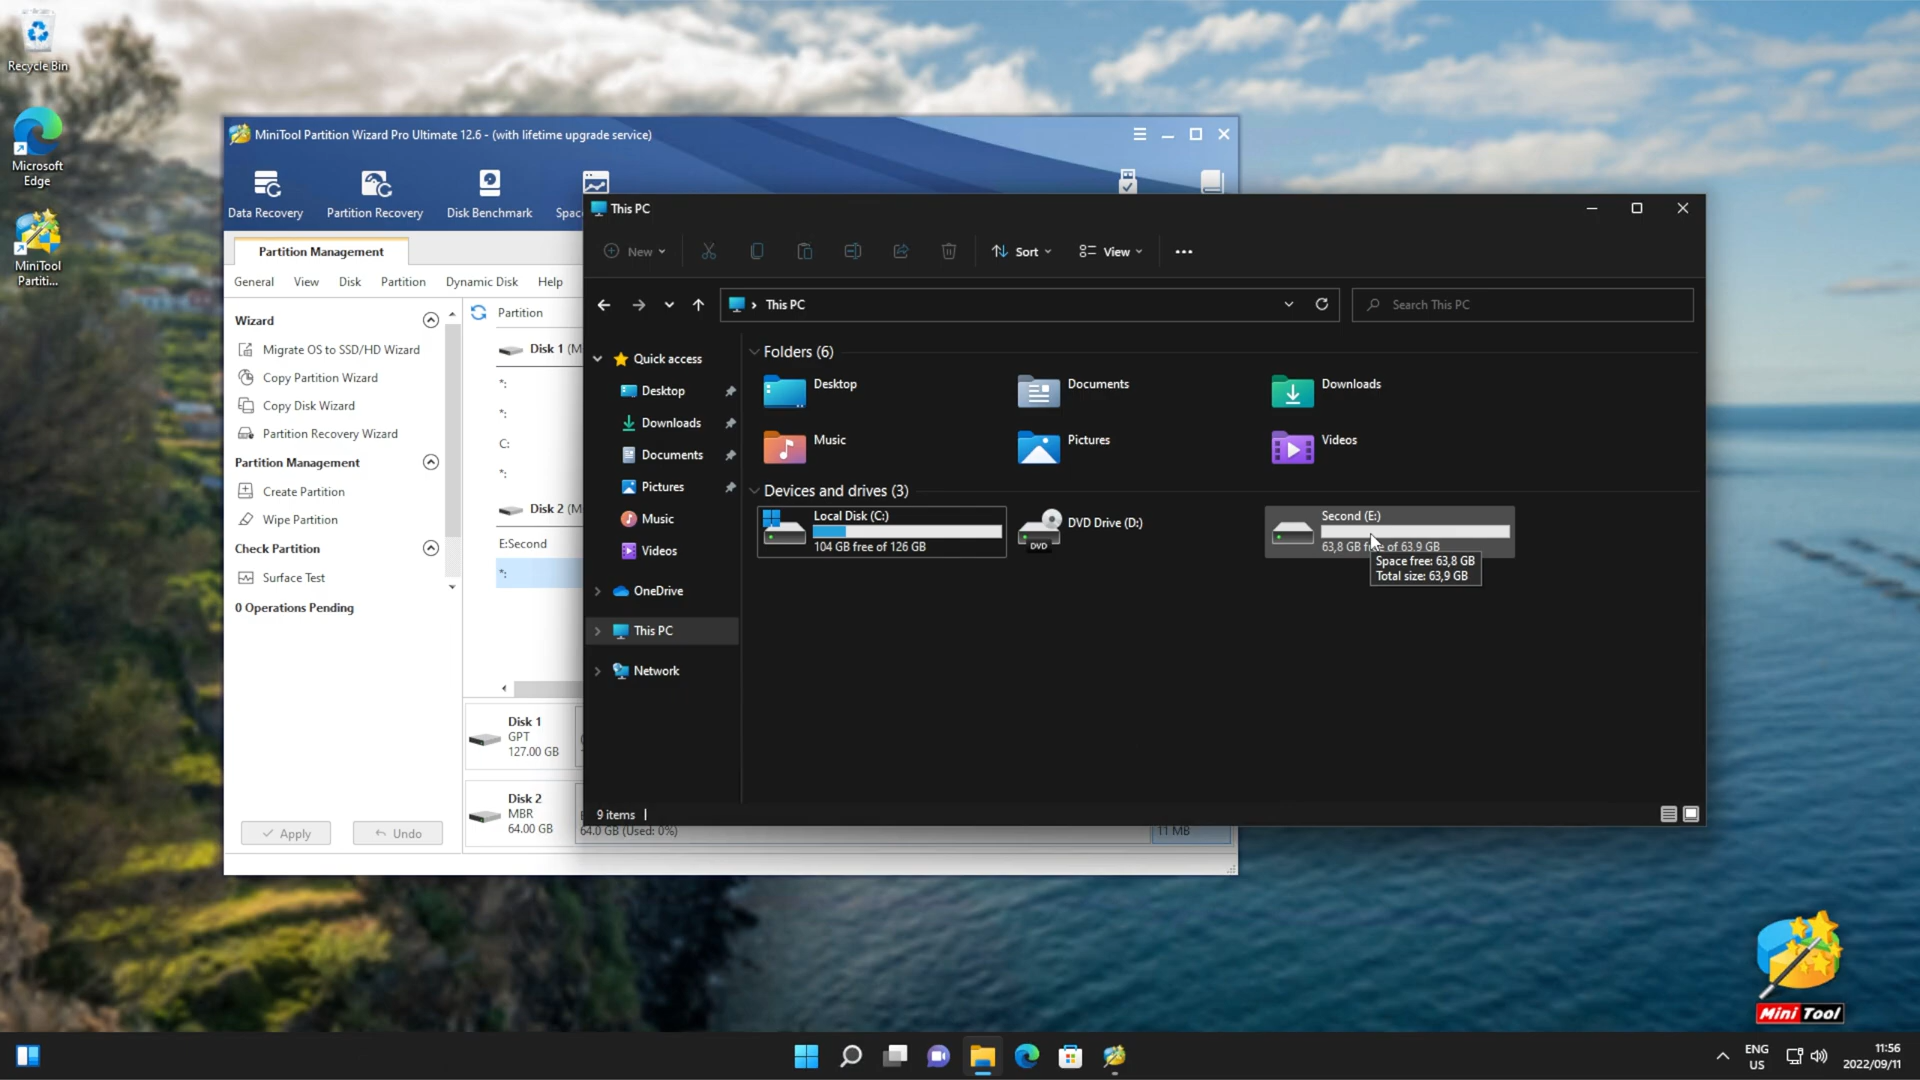 Recycle Bin
Microsoft
Edge
MiniTool
Partiti...
MiniTool Partition Wizard Pro Ultimate 12.6 - (with lifetime upgrade service)
Data Recovery
Partition Recovery
Disk Benchmark
Spac
Partition Management
General
View
Disk
Partition
Dynamic Disk
Help
Wizard
Migrate OS to SSD/HD Wizard
Copy Partition Wizard
Copy Disk Wizard
Partition Recovery Wizard
Partition Management
Create Partition
Wipe Partition
Check Partition
Surface Test
0 Operations Pending
Apply
Undo
Partition
Disk 1 (M
*:
*:
C:
*:
Disk 2 (M
E:Second
*:
Disk 1
GPT
127.00 GB
Disk 2
MBR
64.00 GB
64.0 GB (Used: 0%)
11 MB
This PC
New
Sort
View
This PC
Search This PC
Quick access
Desktop
Downloads
Documents
Pictures
Music
Videos
OneDrive
This PC
Network
Folders (6)
Desktop
Documents
Downloads
Music
Pictures
Videos
Devices and drives (3)
Local Disk (C:)
104 GB free of 126 GB
DVD
DVD Drive (D:)
Second (E:)
63,8 GB free of 63,9 GB
Space free: 63,8 GB
Total size: 63,9 GB
9 items
Mini Tool
ENG
US
11:56
2022/09/11